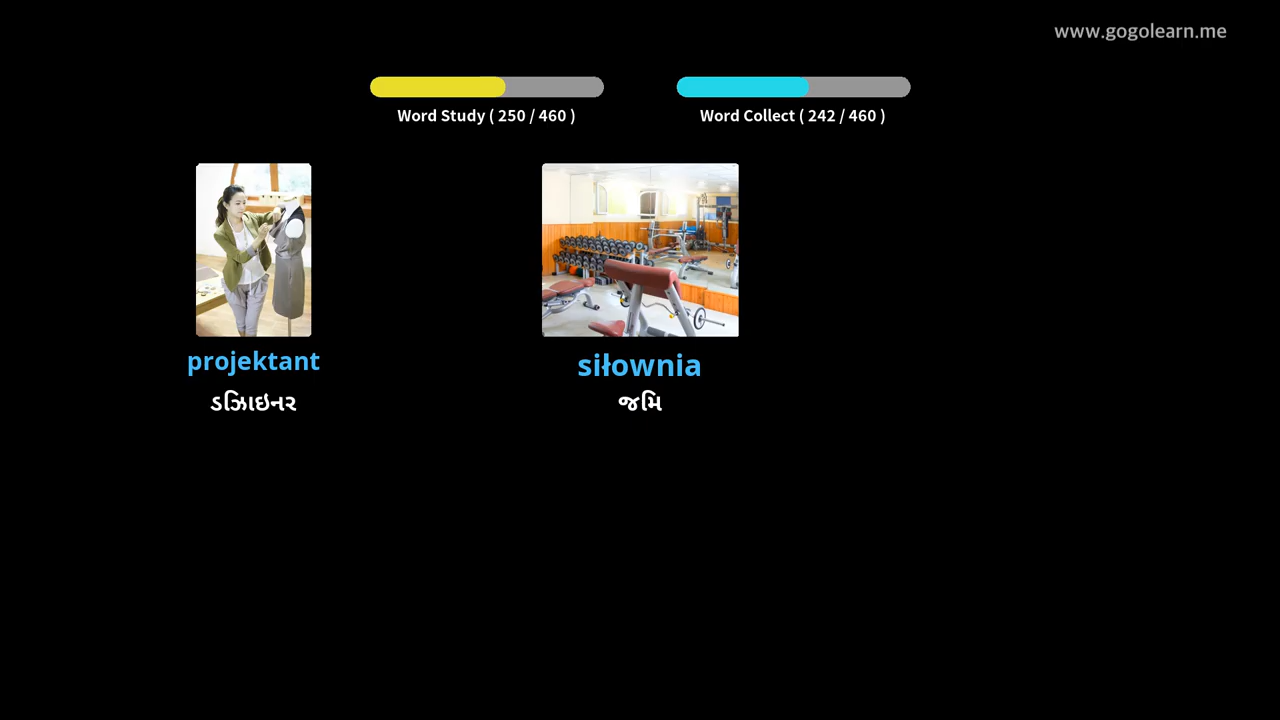 www.gogolearn.me
Word Study ( 250 / 460 )
Word Collect ( 242 / 460 )
projektant
siłownia
ડિઝાઇનર
જિમ